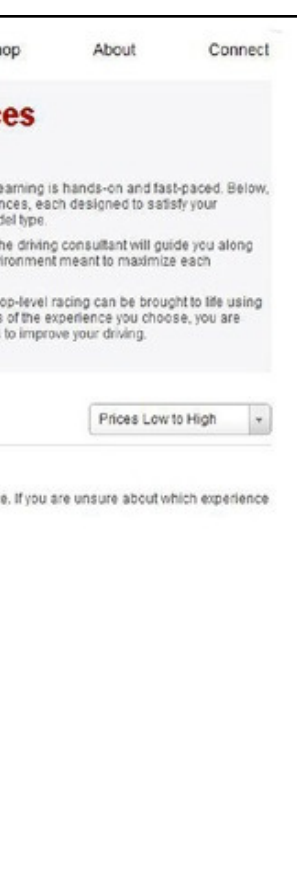 hop About Connect
ces
earning is hands-on and fast-paced. Below,
nces, each designed to satisfy your
del type.
he driving consultant will guide you along
ironment meant to maximize each
op-level racing can be brought to life using
s of the experience you choose, you are
to improve your driving.
Prices Low to High
e. If you are unsure about which experience